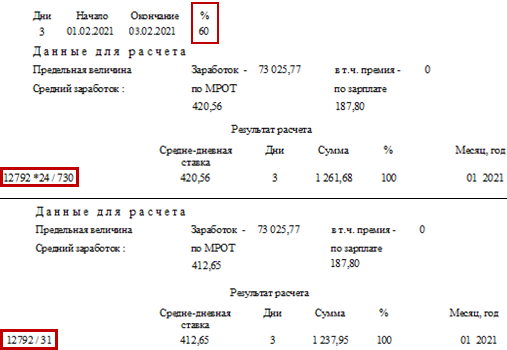 Дни Начало Окончание %
3 01.02.2021 03.02.2021 60
Данные для расчета
Предельная величина Заработок - 73 025,77 в т.ч. премия - 0
Средний заработок : по МРОТ по зарплате
420,56 187,80
Результат расчета
Средне-дневная ставка Дни Сумма % Месяц, год
12792 *24 / 730 420,56 3 1 261,68 100 01 2021
Данные для расчета
Предельная величина Заработок - 73 025,77 в т.ч. премия - 0
Средний заработок : по МРОТ по зарплате
412,65 187,80
Результат расчета
Средне-дневная ставка Дни Сумма % Месяц, год
12792 / 31 412,65 3 1 237,95 100 01 2021